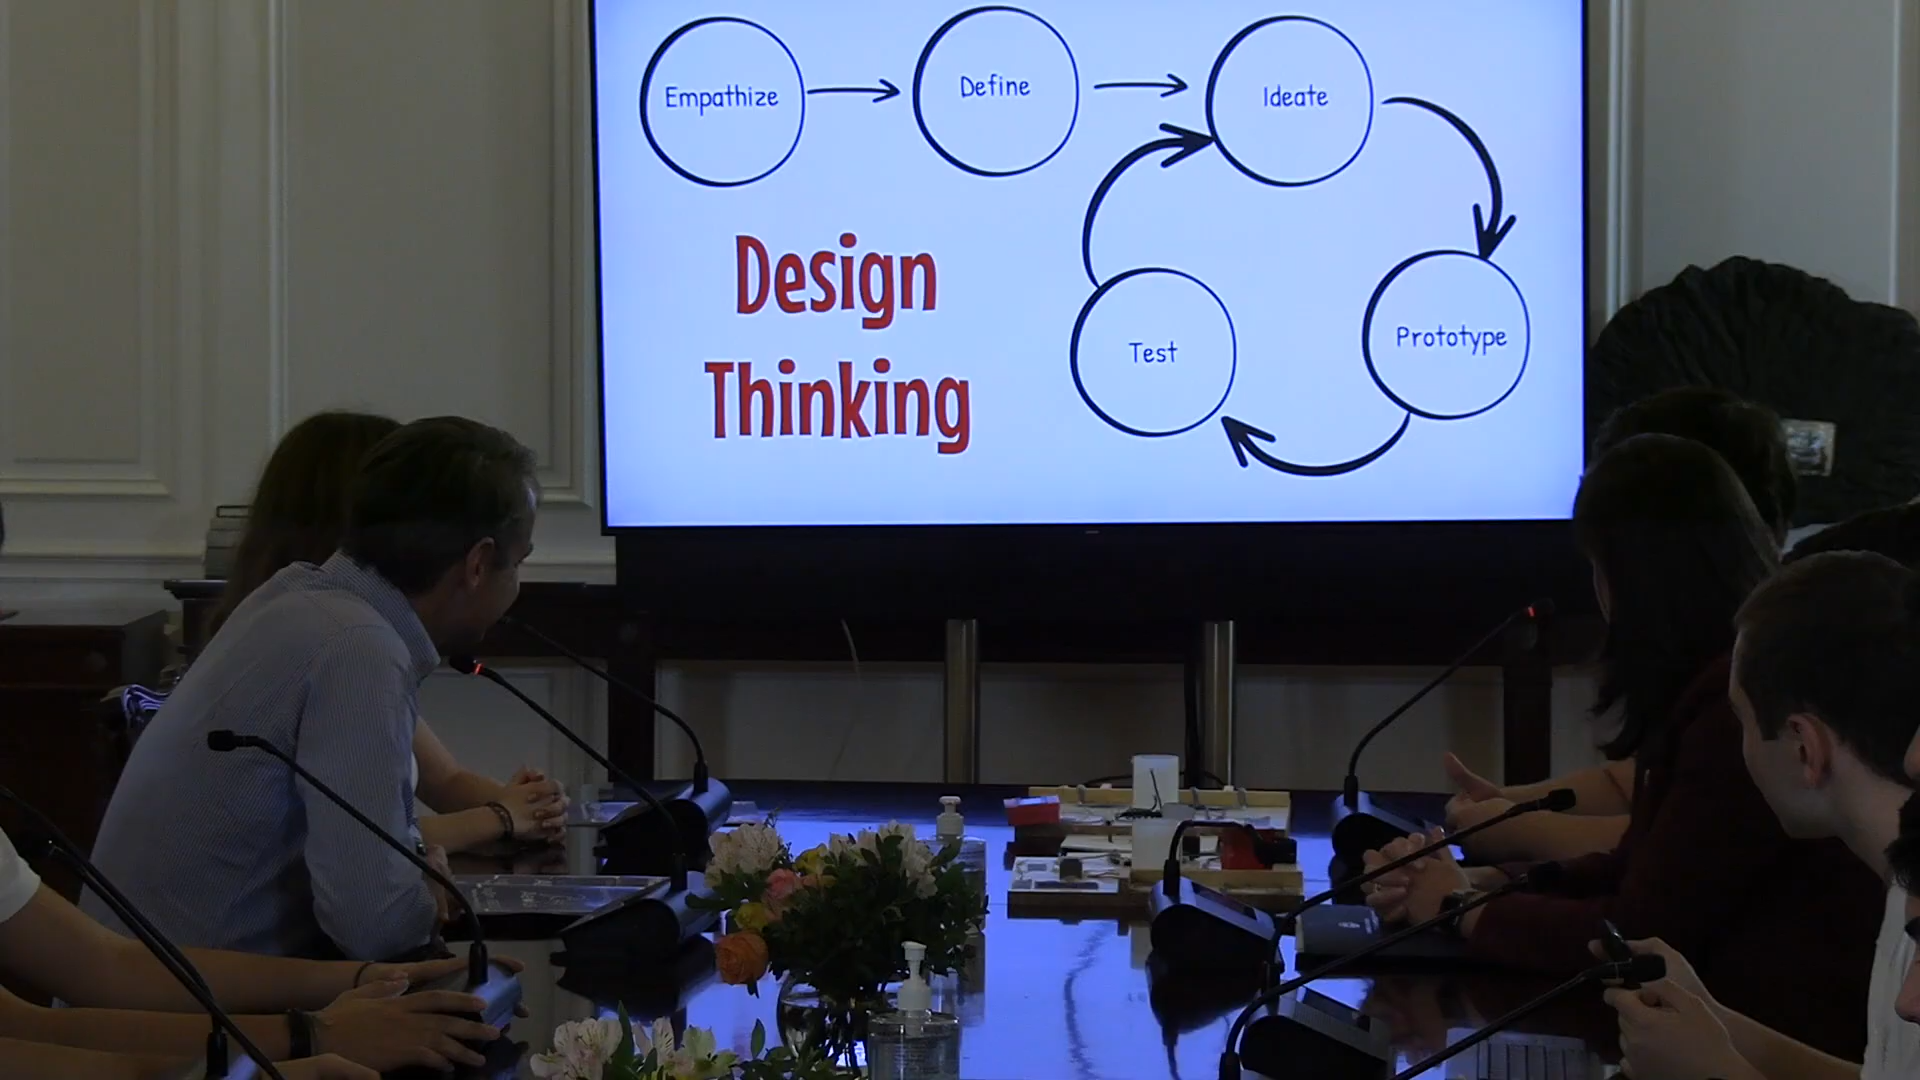 Empathize
Define
Ideate
Design
Thinking
Test
Prototype